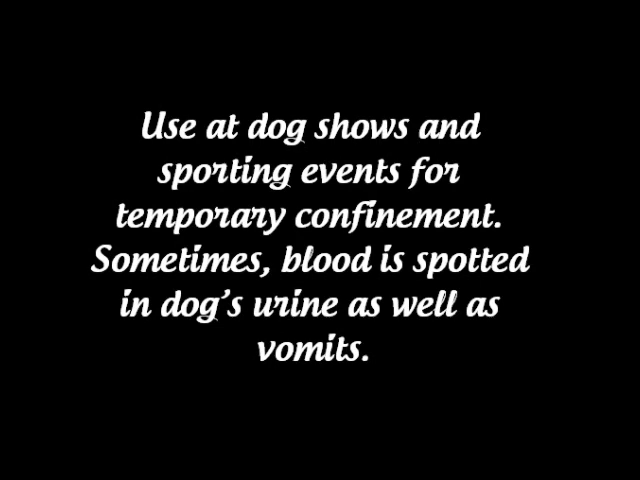 Use at dog shows and
sporting events for
temporary confinement.
Sometimes, blood is spotted
in dog's urine as well as
vomits.